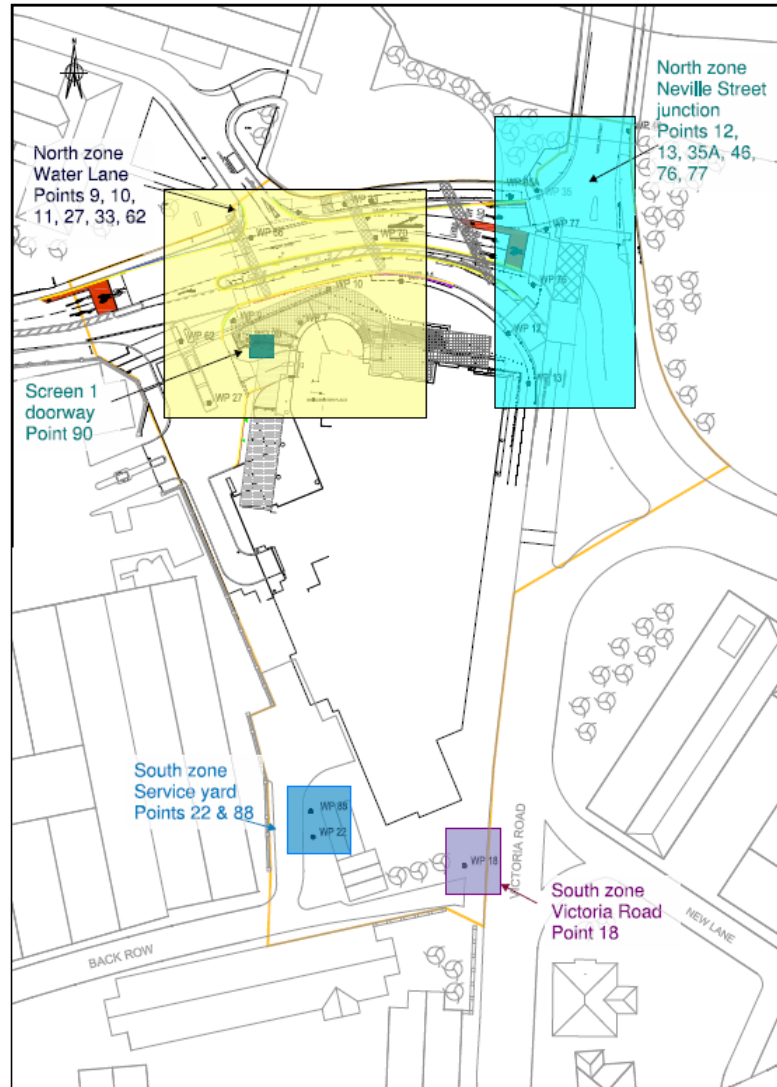 N
North zone
Neville Street
junction
Points 12,
13, 35A, 46,
76, 77
North zone
Water Lane
Points 9, 10,
11, 27, 33, 62
WP 77
WP 76
WP 10
WP 12
WP 62
WP 13
WP 27
Screen 1
doorway
Point 90
South zone
Service yard
Points 22 & 88
WP 88
WP 22
WP 18
VICTORIA ROAD
South zone
Victoria Road
Point 18
NEW LANE
BACK ROW